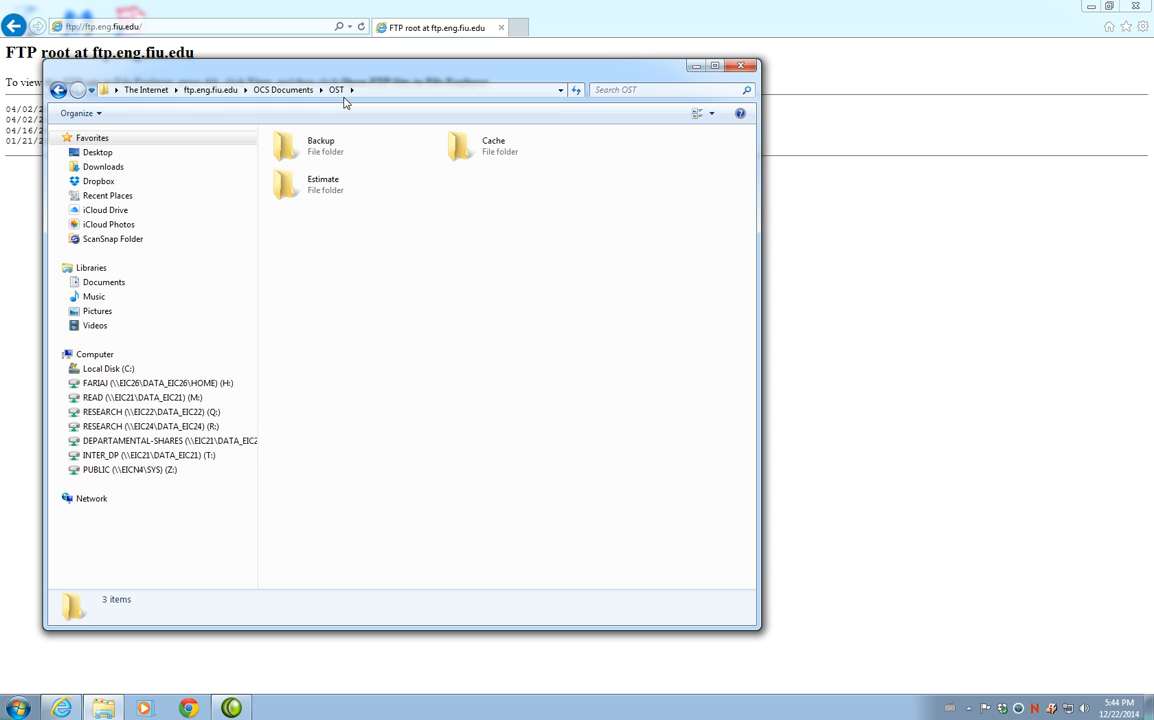 ftp://ftp.eng.fiu.edu/
FTP root at ftp.eng.fiu.edu
FTP root at ftp.eng.fiu.edu
To view
04/02/2
04/02/2
04/16/2
01/21/2
The Internet
ftp.eng.fiu.edu
OCS Documents
OST
Search OST
Organize
Favorites
Desktop
Downloads
Dropbox
Recent Places
iCloud Drive
iCloud Photos
ScanSnap Folder
Libraries
Documents
Music
Pictures
Videos
Computer
Local Disk (C:)
FARIAJ (\\EIC26\DATA_EIC26\HOME) (H:)
READ (\\EIC21\DATA_EIC21) (M:)
RESEARCH (\\EIC22\DATA_EIC22) (Q:)
RESEARCH (\\EIC24\DATA_EIC24) (R:)
DEPARTAMENTAL-SHARES (\\EIC21\DATA_EIC2
INTER_DP (\\EIC21\DATA_EIC21) (T:)
PUBLIC (\\EICN4\SYS) (Z:)
Network
Backup
File folder
Cache
File folder
Estimate
File folder
3 items
5:44 PM
12/22/2014